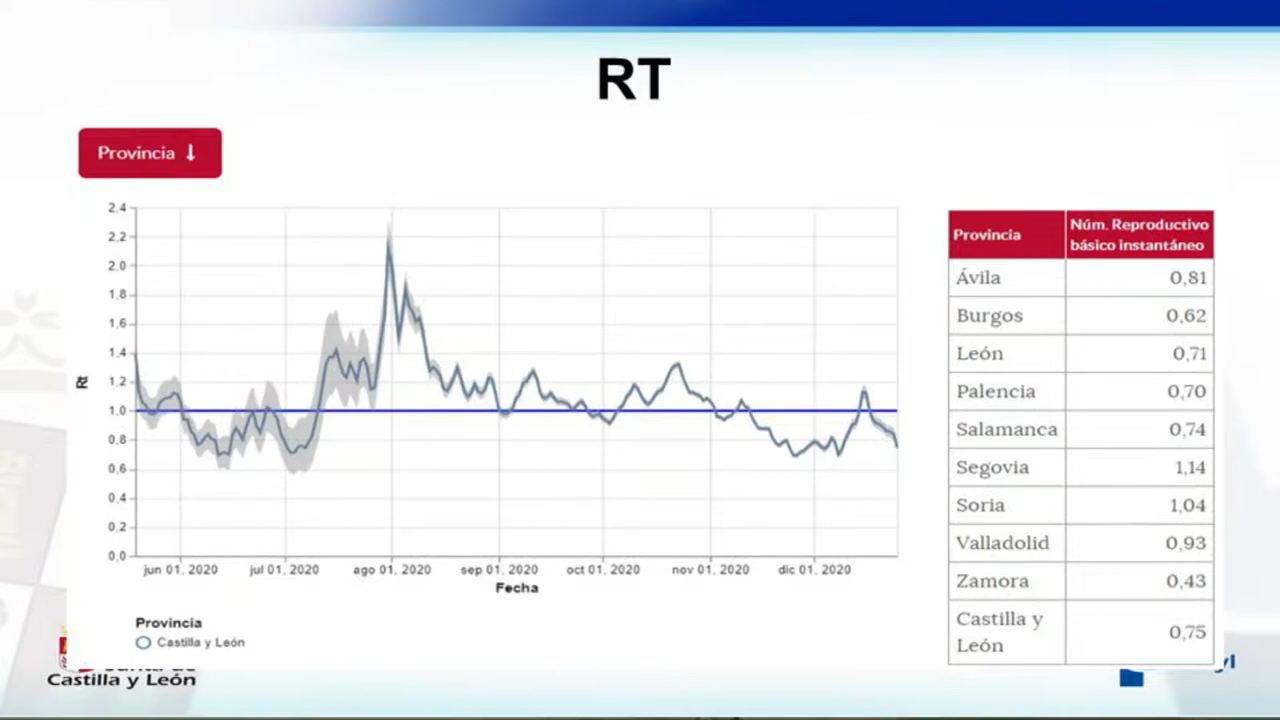 RT
Provincia ↓
2,4
2,2
2,0
1,8
1,6
1,4
1,2
1,0
0,8
0,6
0,4
0,2
0,0
Rt
jun 01, 2020 jul 01, 2020 ago 01, 2020 sep 01, 2020 oct 01, 2020 nov 01, 2020 dic 01, 2020
Fecha
Provincia
Castilla y León
Provincia Núm. Reproductivo
básico instantáneo
Ávila 0,81
Burgos 0,62
León 0,71
Palencia 0,70
Salamanca 0,74
Segovia 1,14
Soria 1,04
Valladolid 0,93
Zamora 0,43
Castilla y
León 0,75
Castilla y León